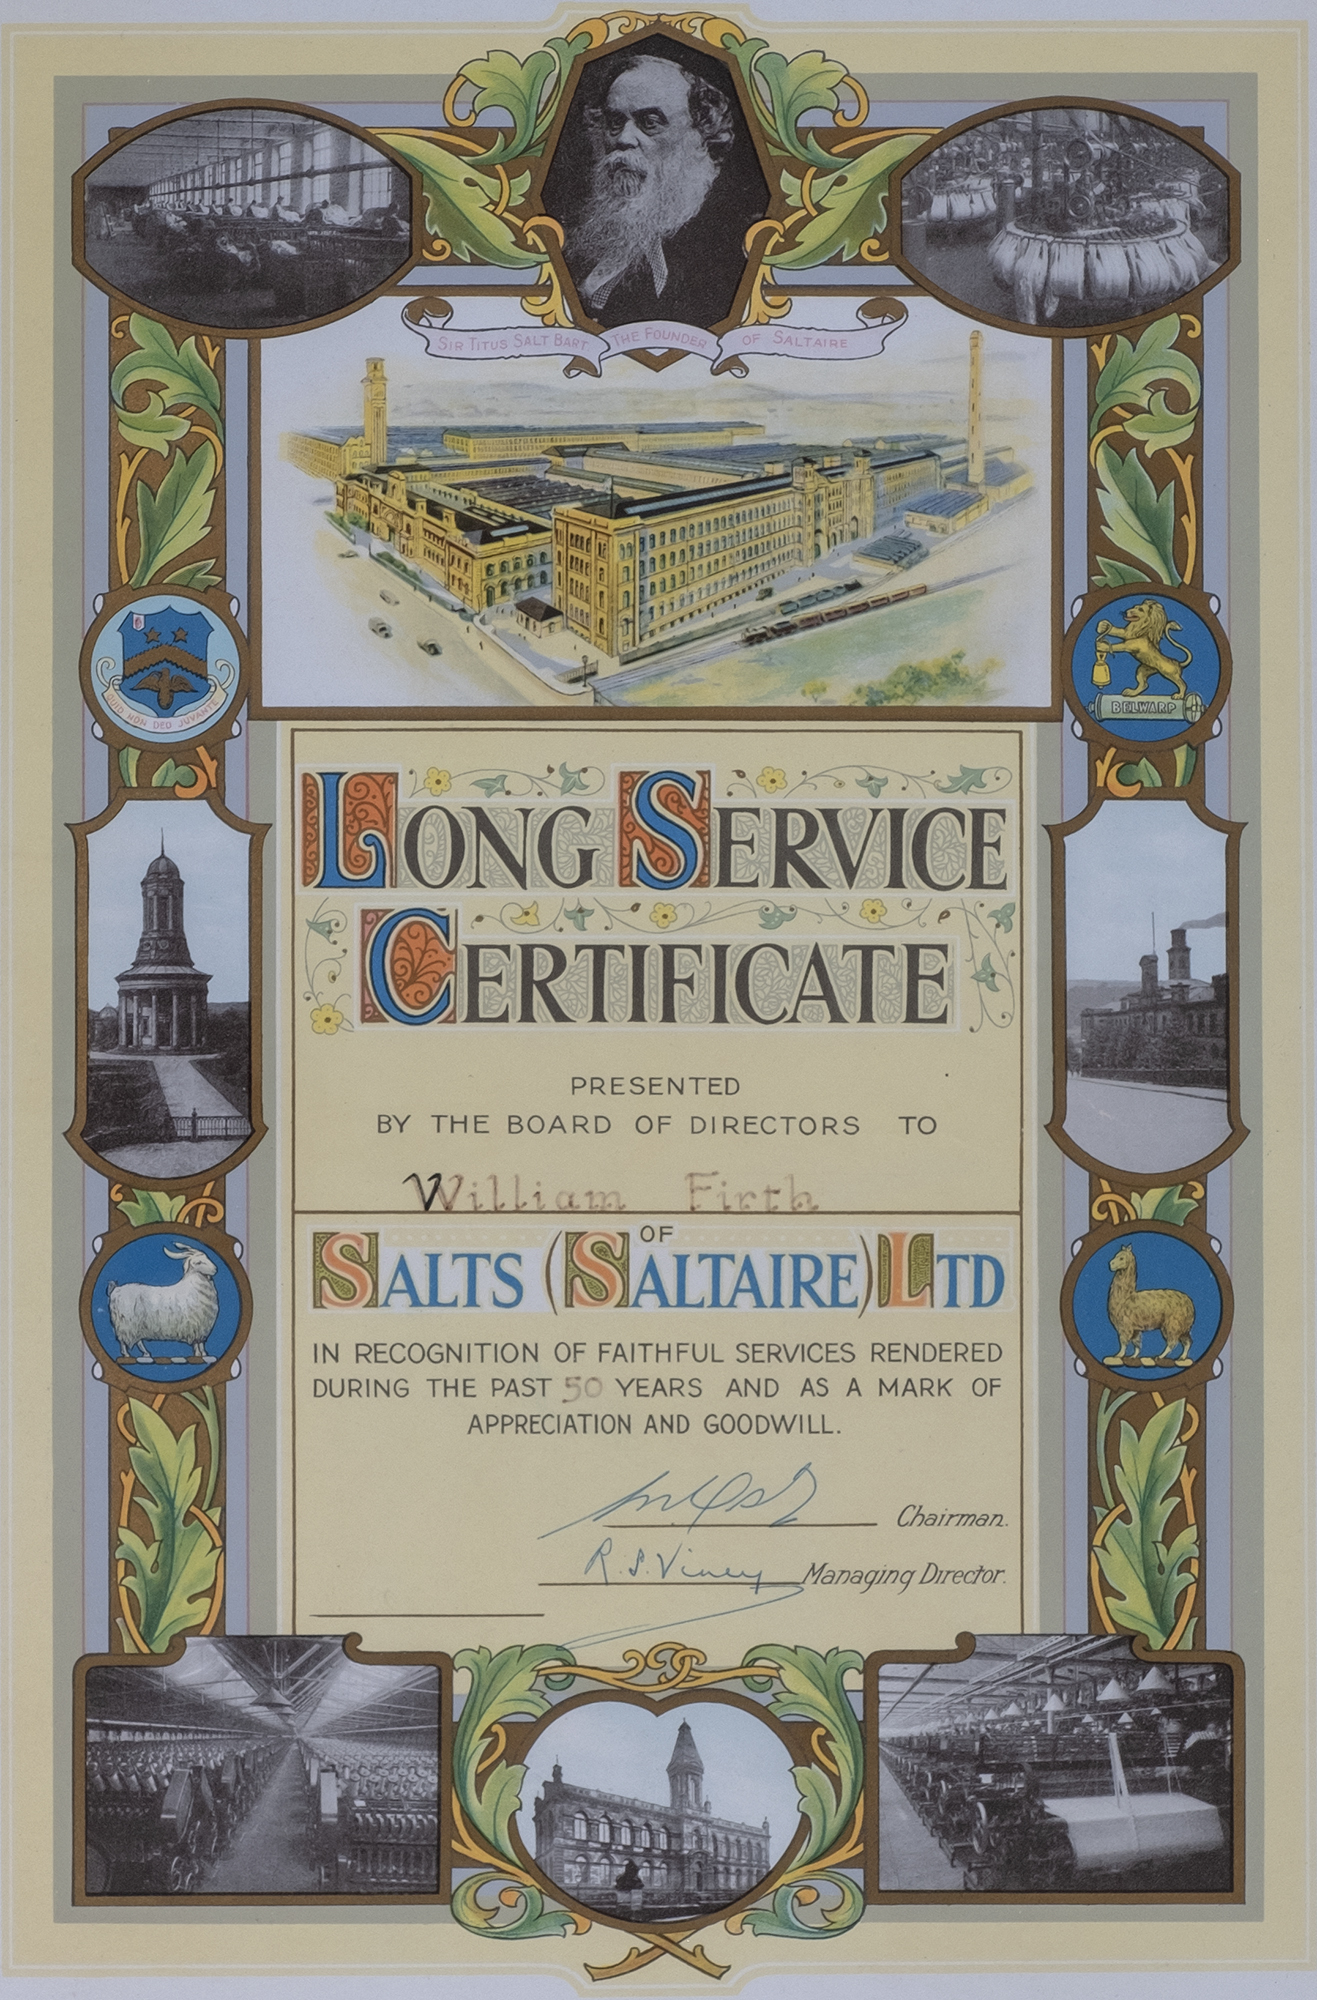 SIR TITUS SALT BART THE FOUNDER OF SALTAIRE
QUID NON DEO JUVANTE
BELWARP
LONG SERVICE
CERTIFICATE
PRESENTED
BY THE BOARD OF DIRECTORS TO
William Firth
OF
SALTS (SALTAIRE) LTD
IN RECOGNITION OF FAITHFUL SERVICES RENDERED
DURING THE PAST 50 YEARS AND AS A MARK OF
APPRECIATION AND GOODWILL.
Chairman.
R. S. Viney Managing Director.